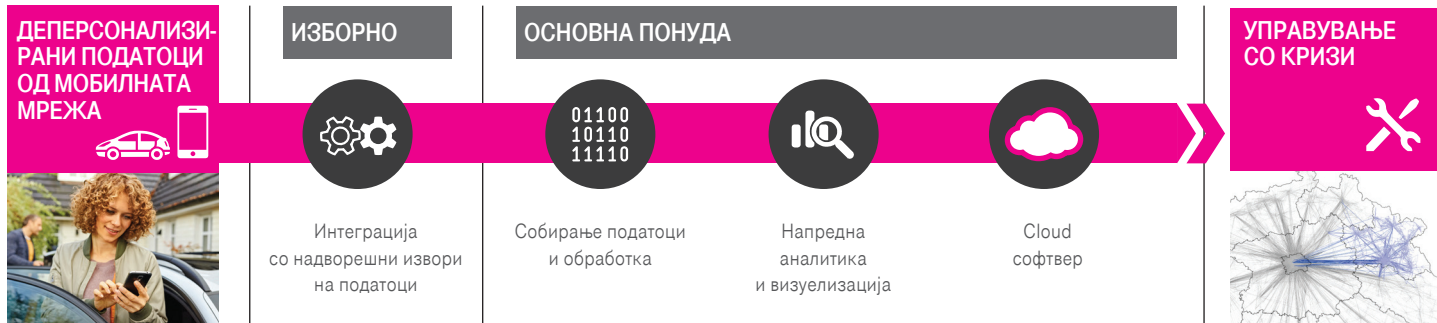 ДЕПЕРСОНАЛИЗИ-
РАНИ ПОДАТОЦИ
ОД МОБИЛНАТА
МРЕЖА
ИЗБОРНО
ОСНОВНА ПОНУДА
УПРАВУВАЊЕ
СО КРИЗИ
01100
10110
11110
Интеграција
со надворешни извори
на податоци
Собирање податоци
и обработка
Напредна
аналитика
и визуелизација
Cloud
софтвер